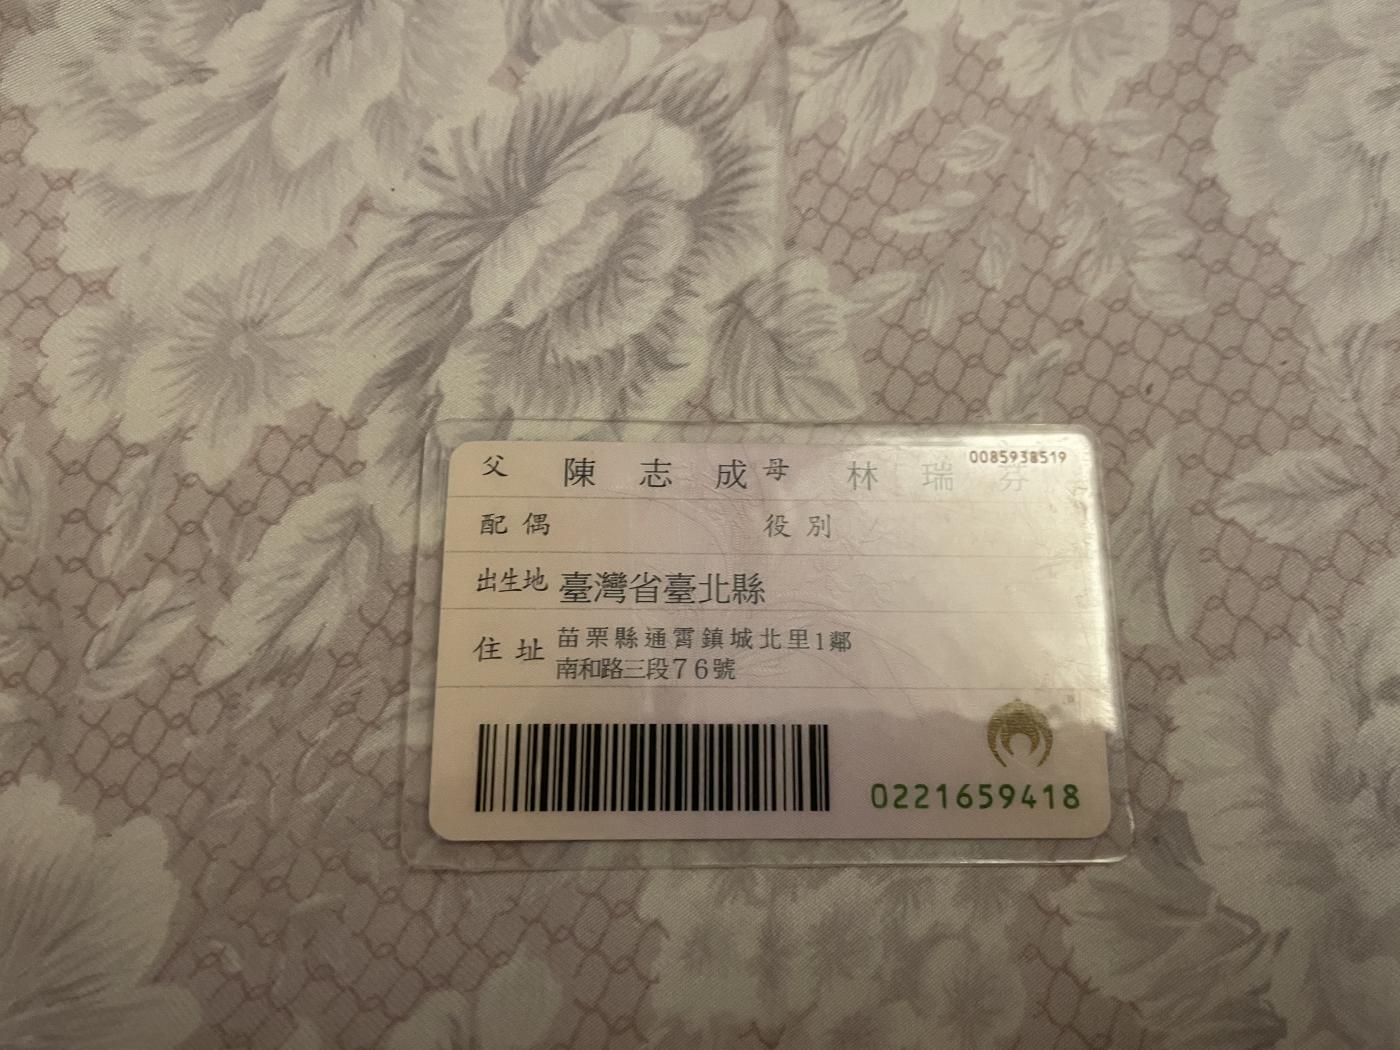 0085938519
父 陳志成 母 林瑞芬
配偶 役別
出生地 臺灣省臺北縣
住址 苗栗縣通霄鎮城北里1鄰
南和路三段76號
0221659418